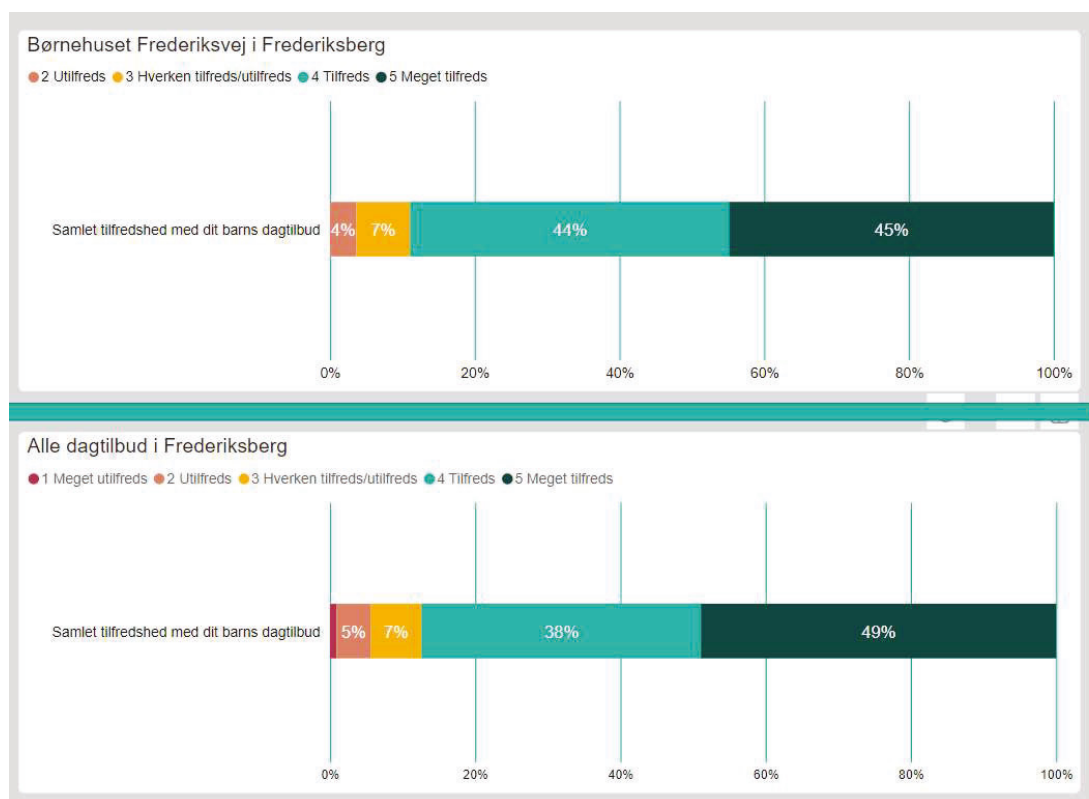 Børnehuset Frederiksvej i Frederiksberg
2 Utilfreds 3 Hverken tilfreds/utilfreds 4 Tilfreds 5 Meget tilfreds
Samlet tilfredshed med dit barns dagtilbud 4% 7% 44% 45%
0% 20% 40% 60% 80% 100%
Alle dagtilbud i Frederiksberg
1 Meget utilfreds 2 Utilfreds 3 Hverken tilfreds/utilfreds 4 Tilfreds 5 Meget tilfreds
Samlet tilfredshed med dit barns dagtilbud 5% 7% 38% 49%
0% 20% 40% 60% 80% 100%